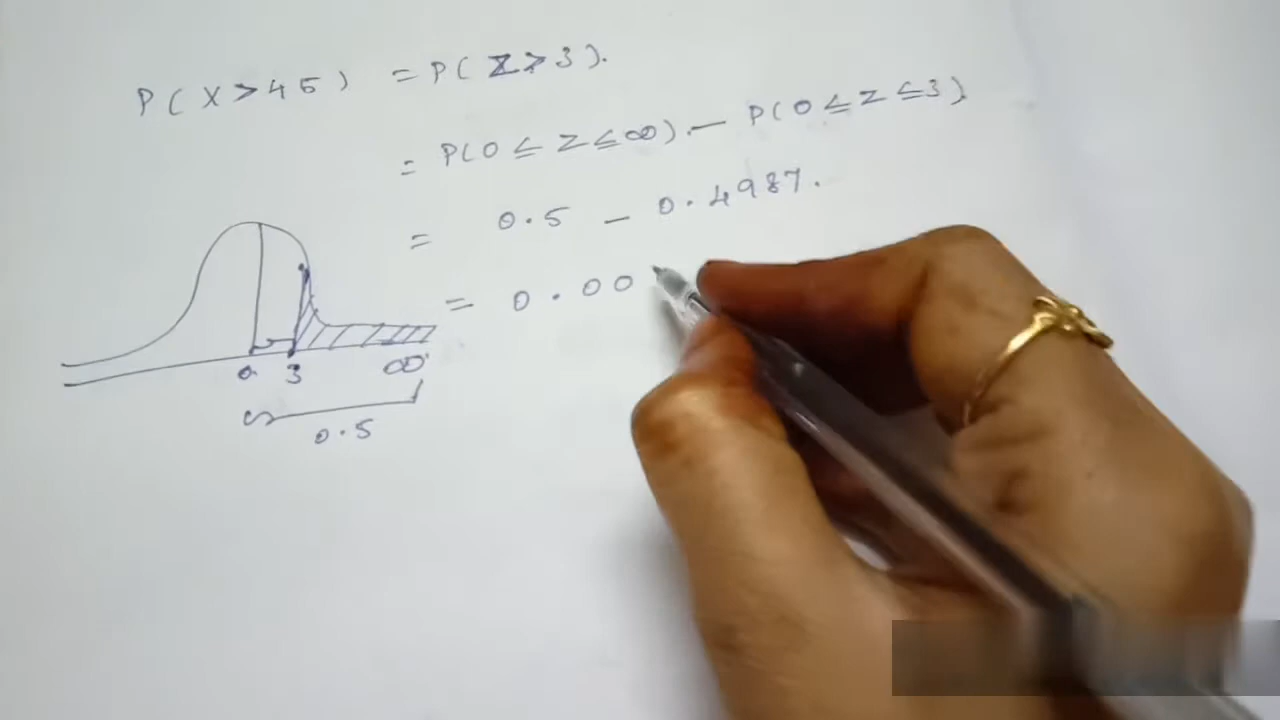 P(X>45) = P(Z>3).
= P(0≤Z≤∞). — P(0≤Z≤3).
= 0.5 — 0.4987.
= 0.00
0 3 ∞
0.5